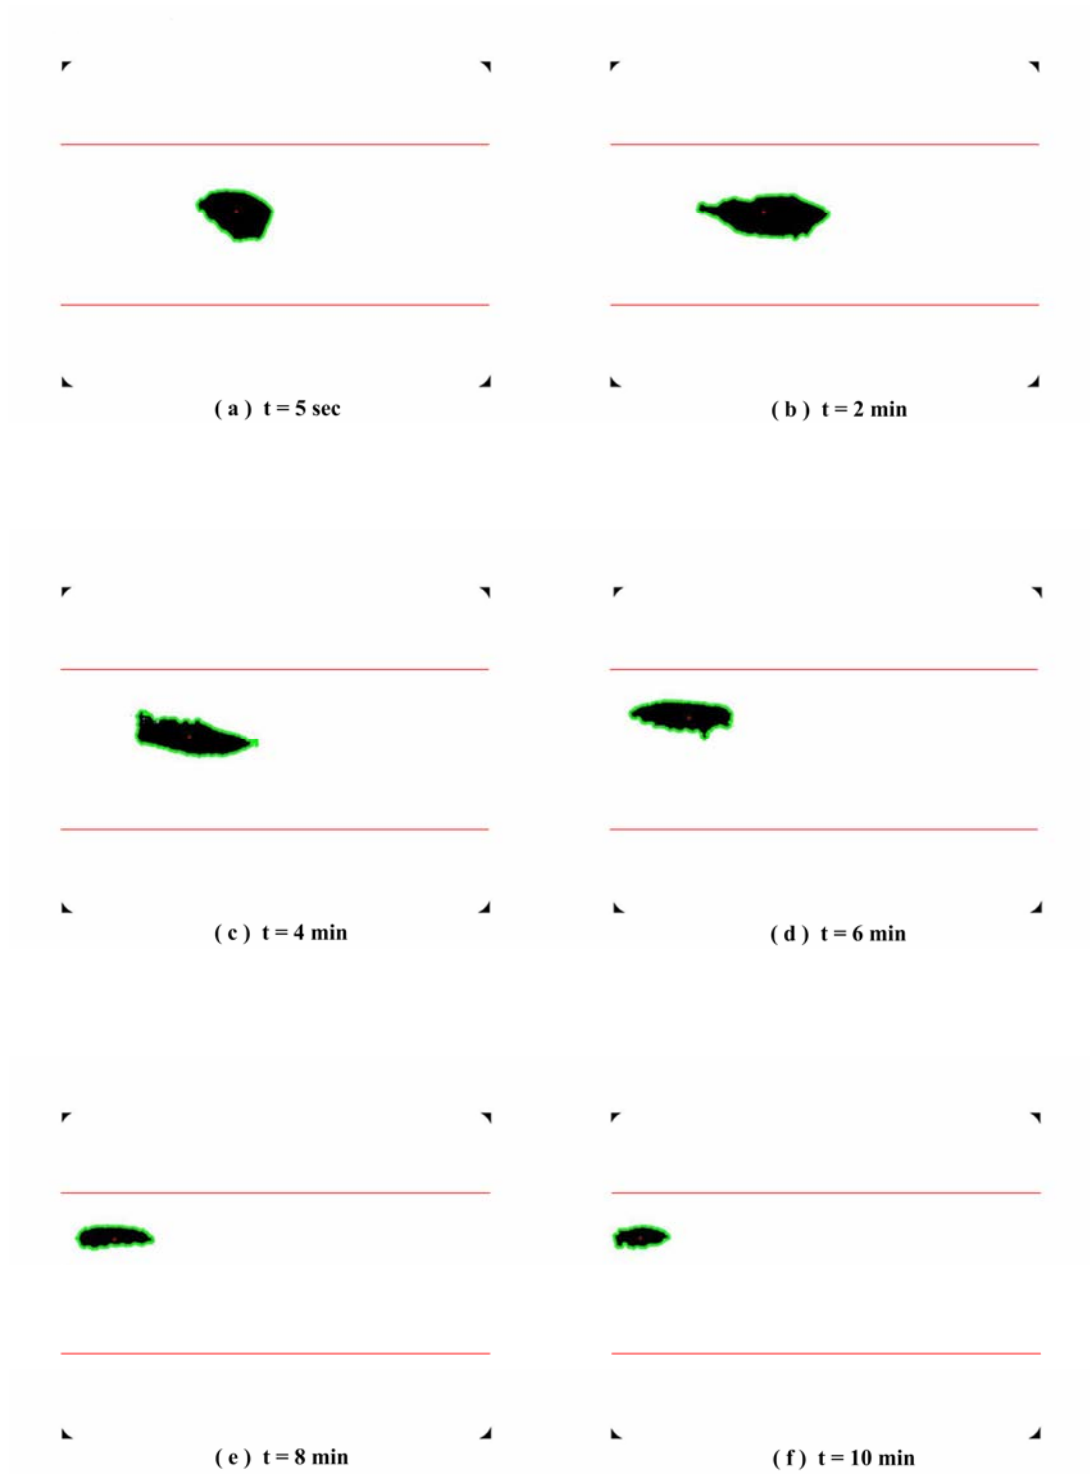 ( a ) t = 5 sec
( b ) t = 2 min
( c ) t = 4 min
( d ) t = 6 min
( e ) t = 8 min
( f ) t = 10 min